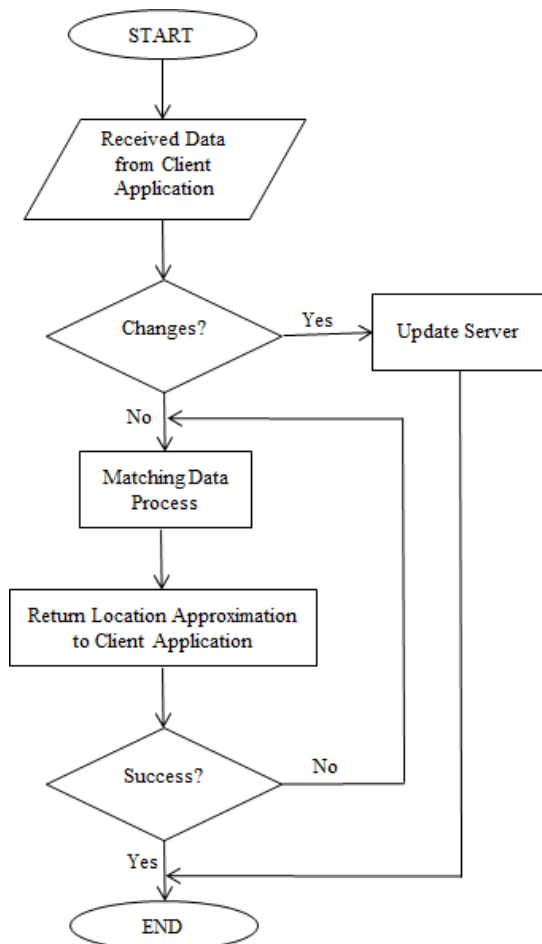 START
Received Data
from Client
Application
Changes?
Yes
Update Server
No
Matching Data
Process
Return Location Approximation
to Client Application
Success?
No
Yes
END